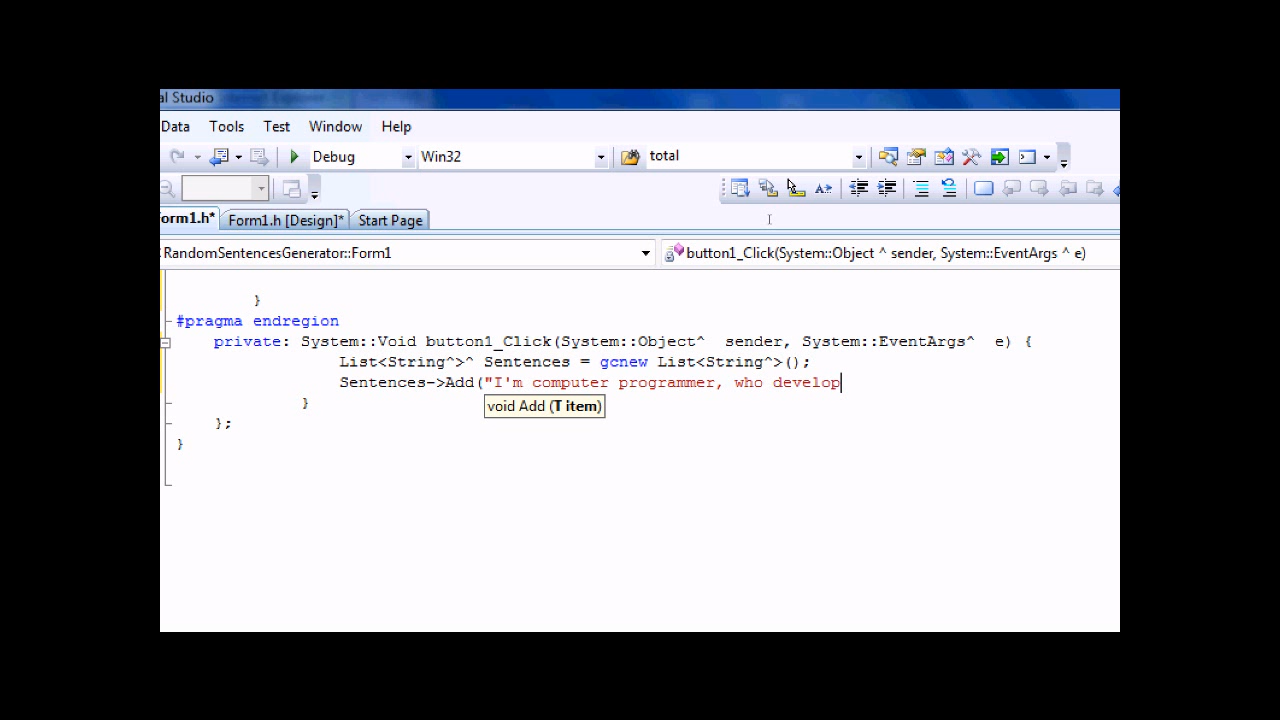 al Studio
Data Tools Test Window Help
Debug Win32 total
Form1.h* Form1.h [Design]* Start Page
RandomSentencesGenerator::Form1 button1_Click(System::Object ^ sender, System::EventArgs ^ e)
}
#pragma endregion
private: System::Void button1_Click(System::Object^  sender, System::EventArgs^  e) {
List<String^>^ Sentences = gcnew List<String^>();
Sentences->Add("I'm computer programmer, who develop
void Add (T item)
}
};
}